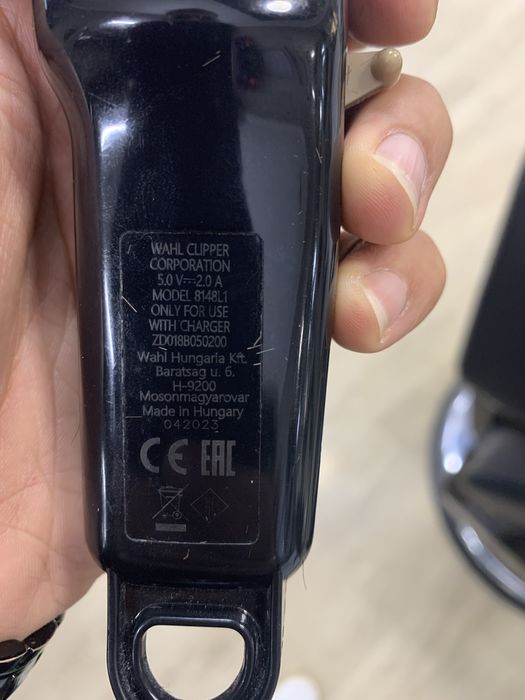 WAHL CLIPPER
CORPORATION
5.0 V⎓2.0 A
MODEL 8148L1
ONLY FOR USE
WITH CHARGER
ZD018B050200
Wahl Hungaria Kft.
Baratsag u. 6.
H-9200
Mosonmagyarovar
Made in Hungary
042023
CE EAC